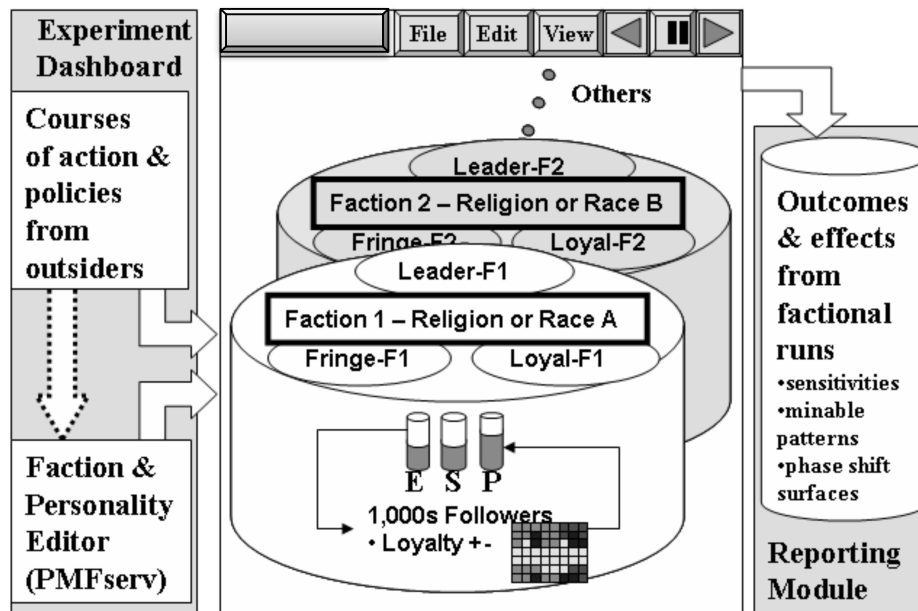 Experiment
Dashboard
Courses
of action &
policies
from
outsiders
Faction &
Personality
Editor
(PMFserv)
File Edit View
Others
Leader-F2
Faction 2 – Religion or Race B
Fringe-F2 Loyal-F2
Leader-F1
Faction 1 – Religion or Race A
Fringe-F1 Loyal-F1
E S P
1,000s Followers
• Loyalty +-
Outcomes
& effects
from
factional
runs
•sensitivities
•minable
patterns
•phase shift
surfaces
Reporting
Module